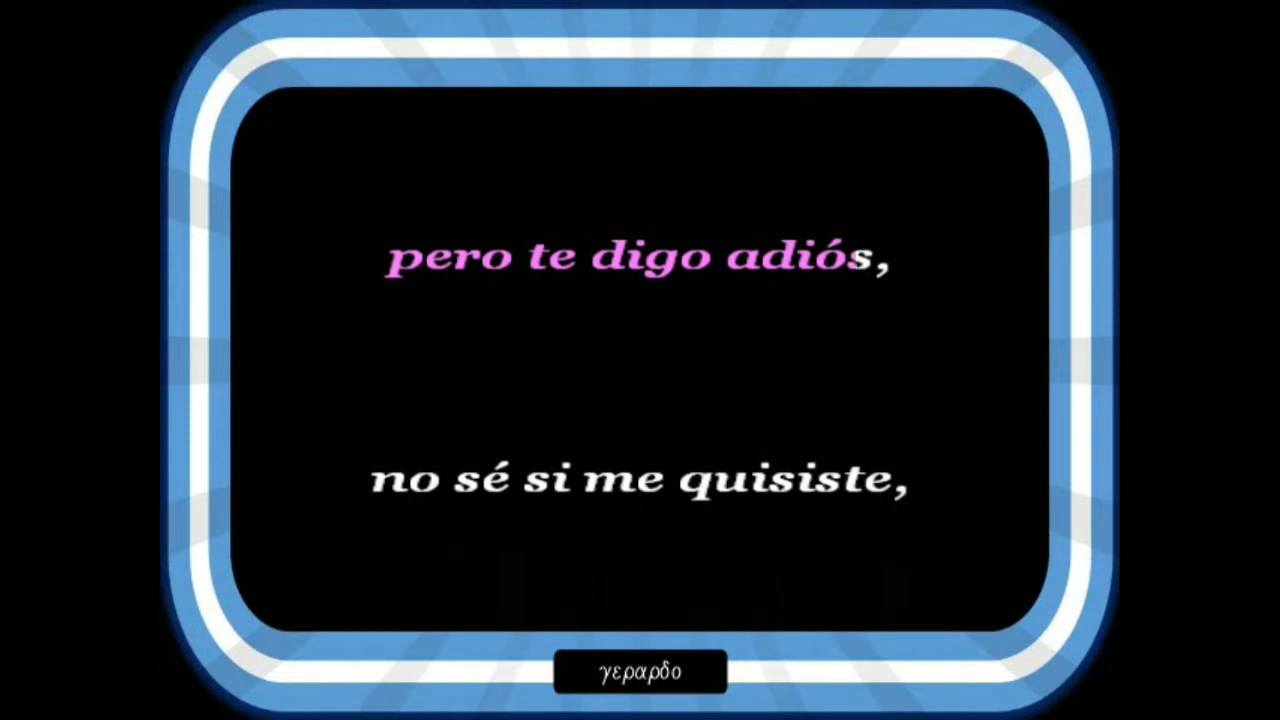 pero te digo adiós,
no sé si me quisiste,
γεραρδο